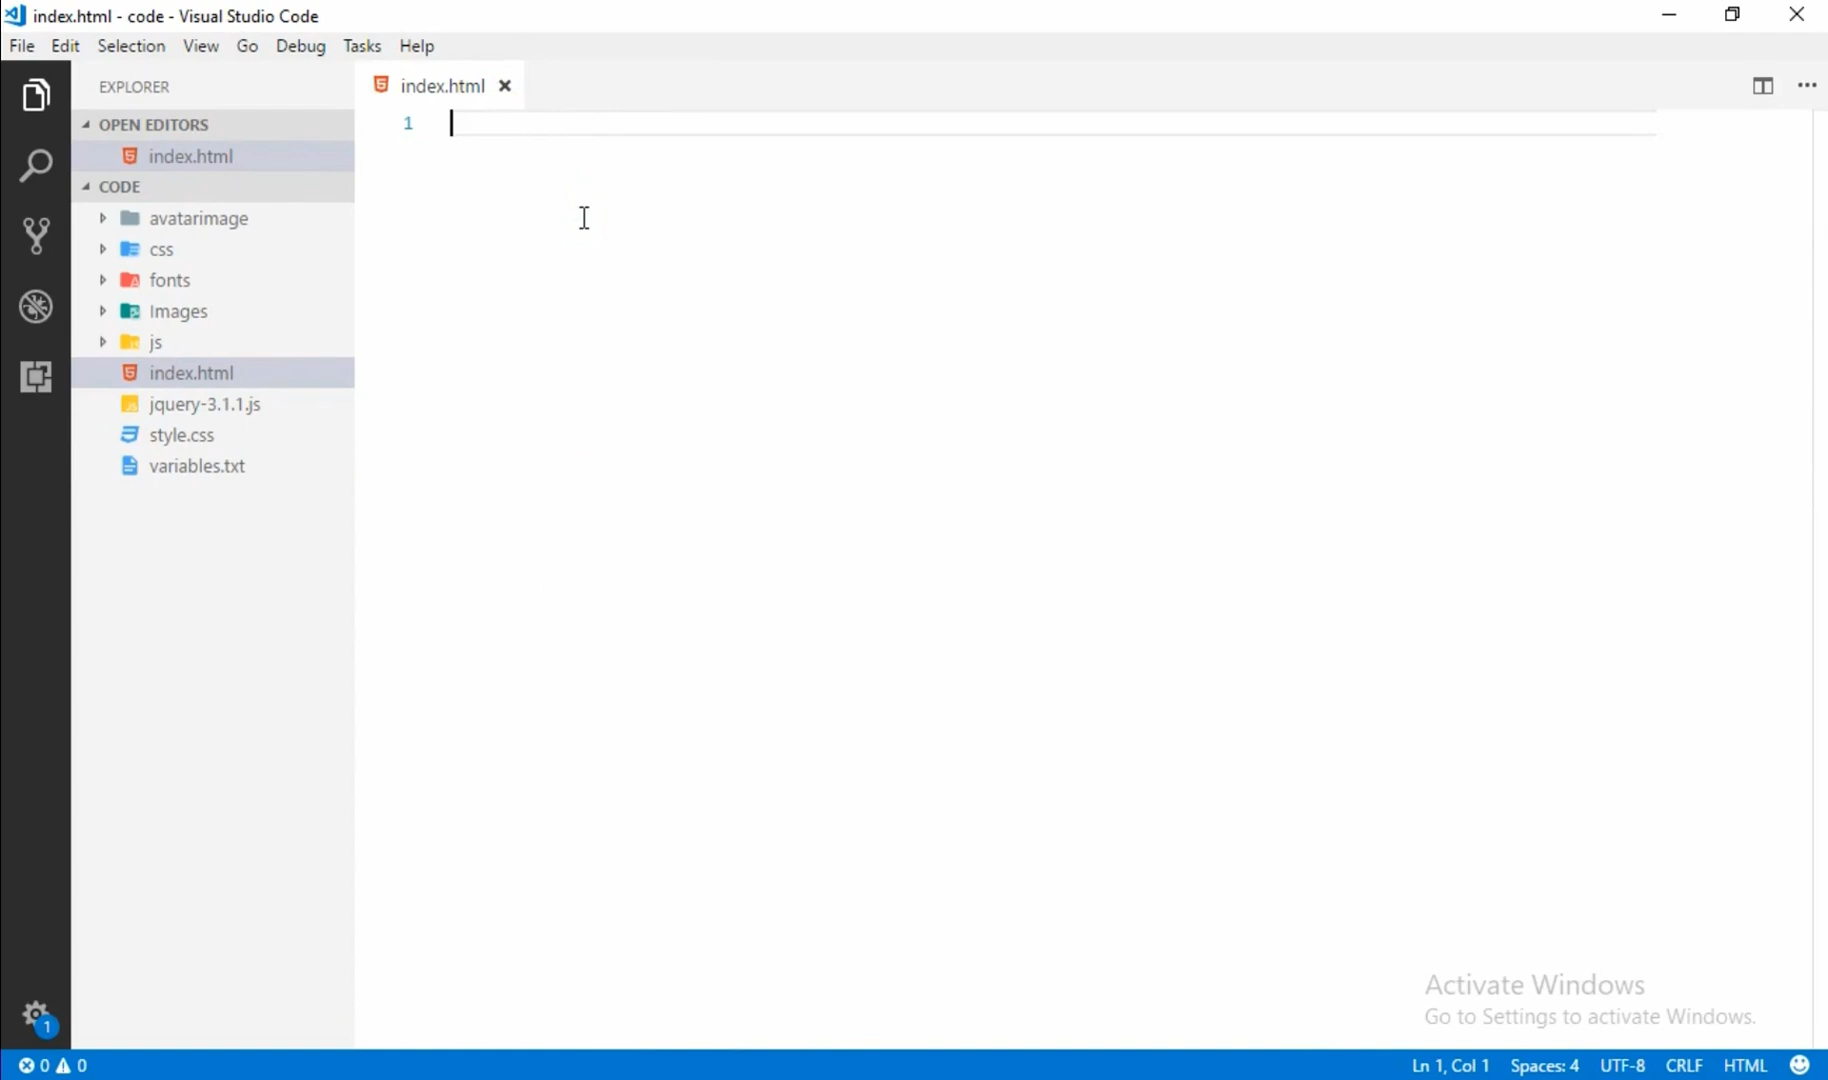 index.html - code - Visual Studio Code
File Edit Selection View Go Debug Tasks Help
EXPLORER
index.html
OPEN EDITORS
1
index.html
CODE
avatarimage
css
fonts
Images
js
index.html
jquery-3.1.1.js
style.css
variables.txt
Activate Windows
Go to Settings to activate Windows.
1
0 0 Ln 1, Col 1 Spaces: 4 UTF-8 CRLF HTML